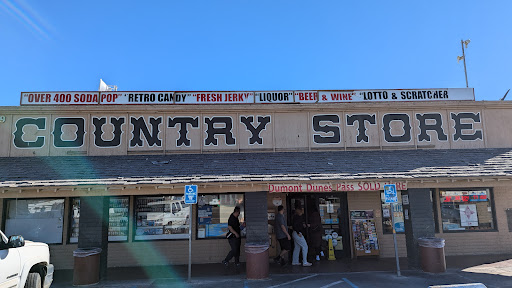 "OVER 400 SODA POP" "RETRO CANDY" "FRESH JERKY" "LIQUOR" "BEER & WINE" "LOTTO & SCRATCHER
COUNTRY STORE
Dumont Dunes Pass SOLD